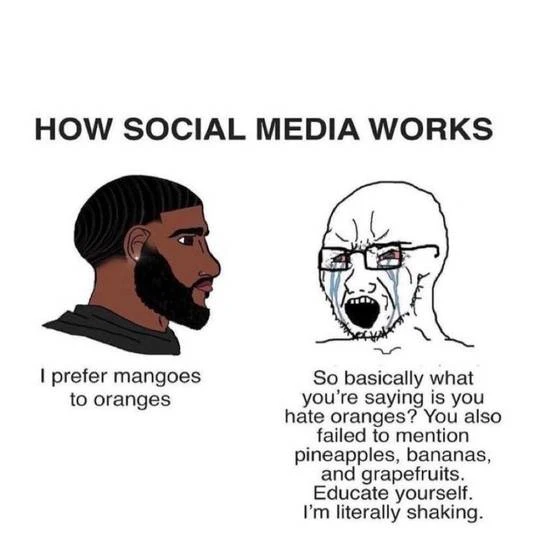 HOW SOCIAL MEDIA WORKS
I prefer mangoes
to oranges
So basically what
you're saying is you
hate oranges? You also
failed to mention
pineapples, bananas,
and grapefruits.
Educate yourself.
I'm literally shaking.